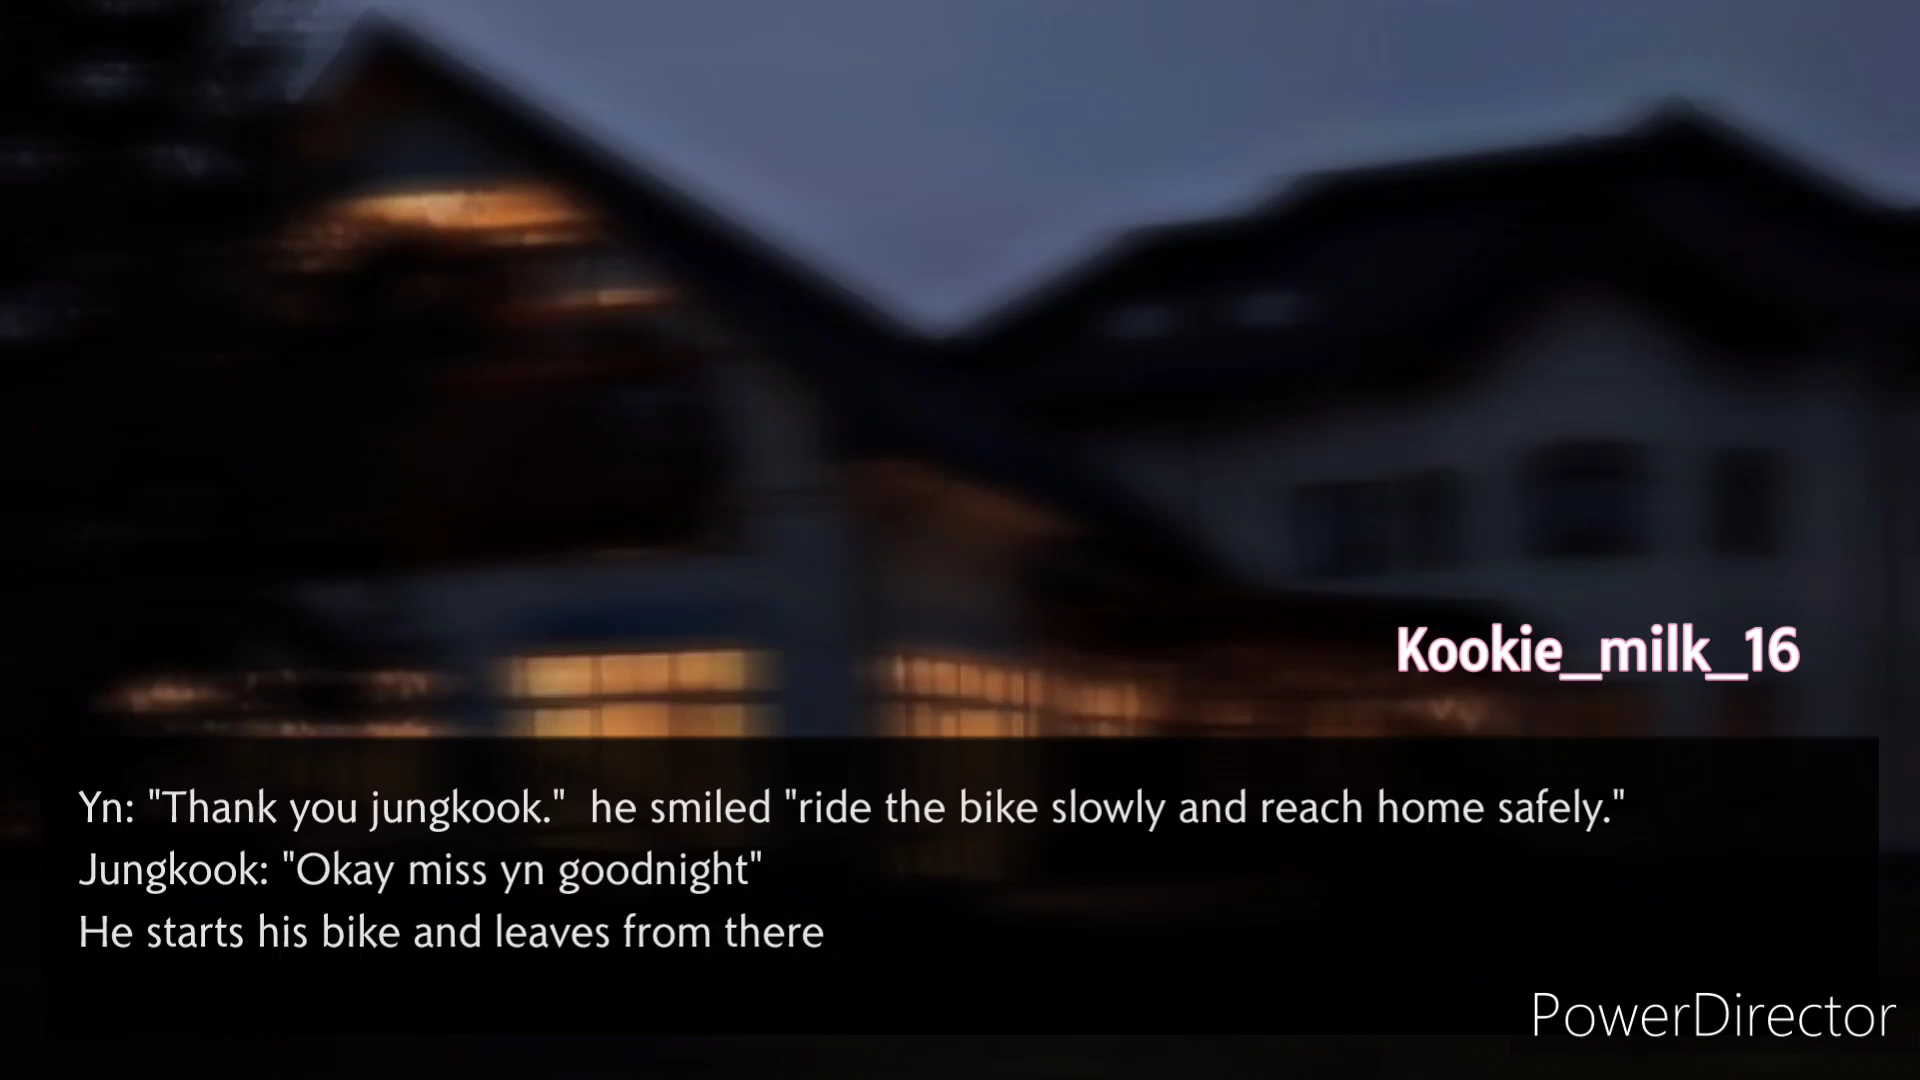 Kookie__milk__16
Yn: "Thank you jungkook."  he smiled "ride the bike slowly and reach home safely."
Jungkook: "Okay miss yn goodnight"
He starts his bike and leaves from there
PowerDirector